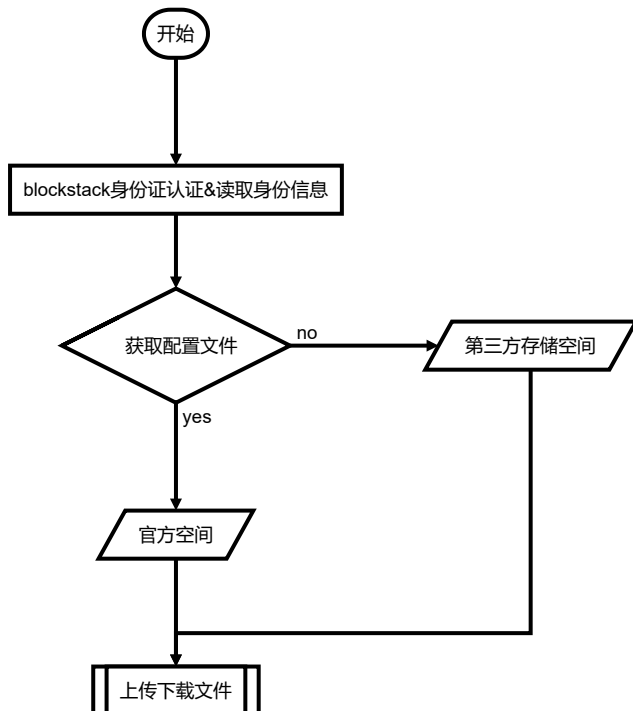 开始
blockstack身份证认证&读取身份信息
获取配置文件
no
第三方存储空间
yes
官方空间
上传下载文件